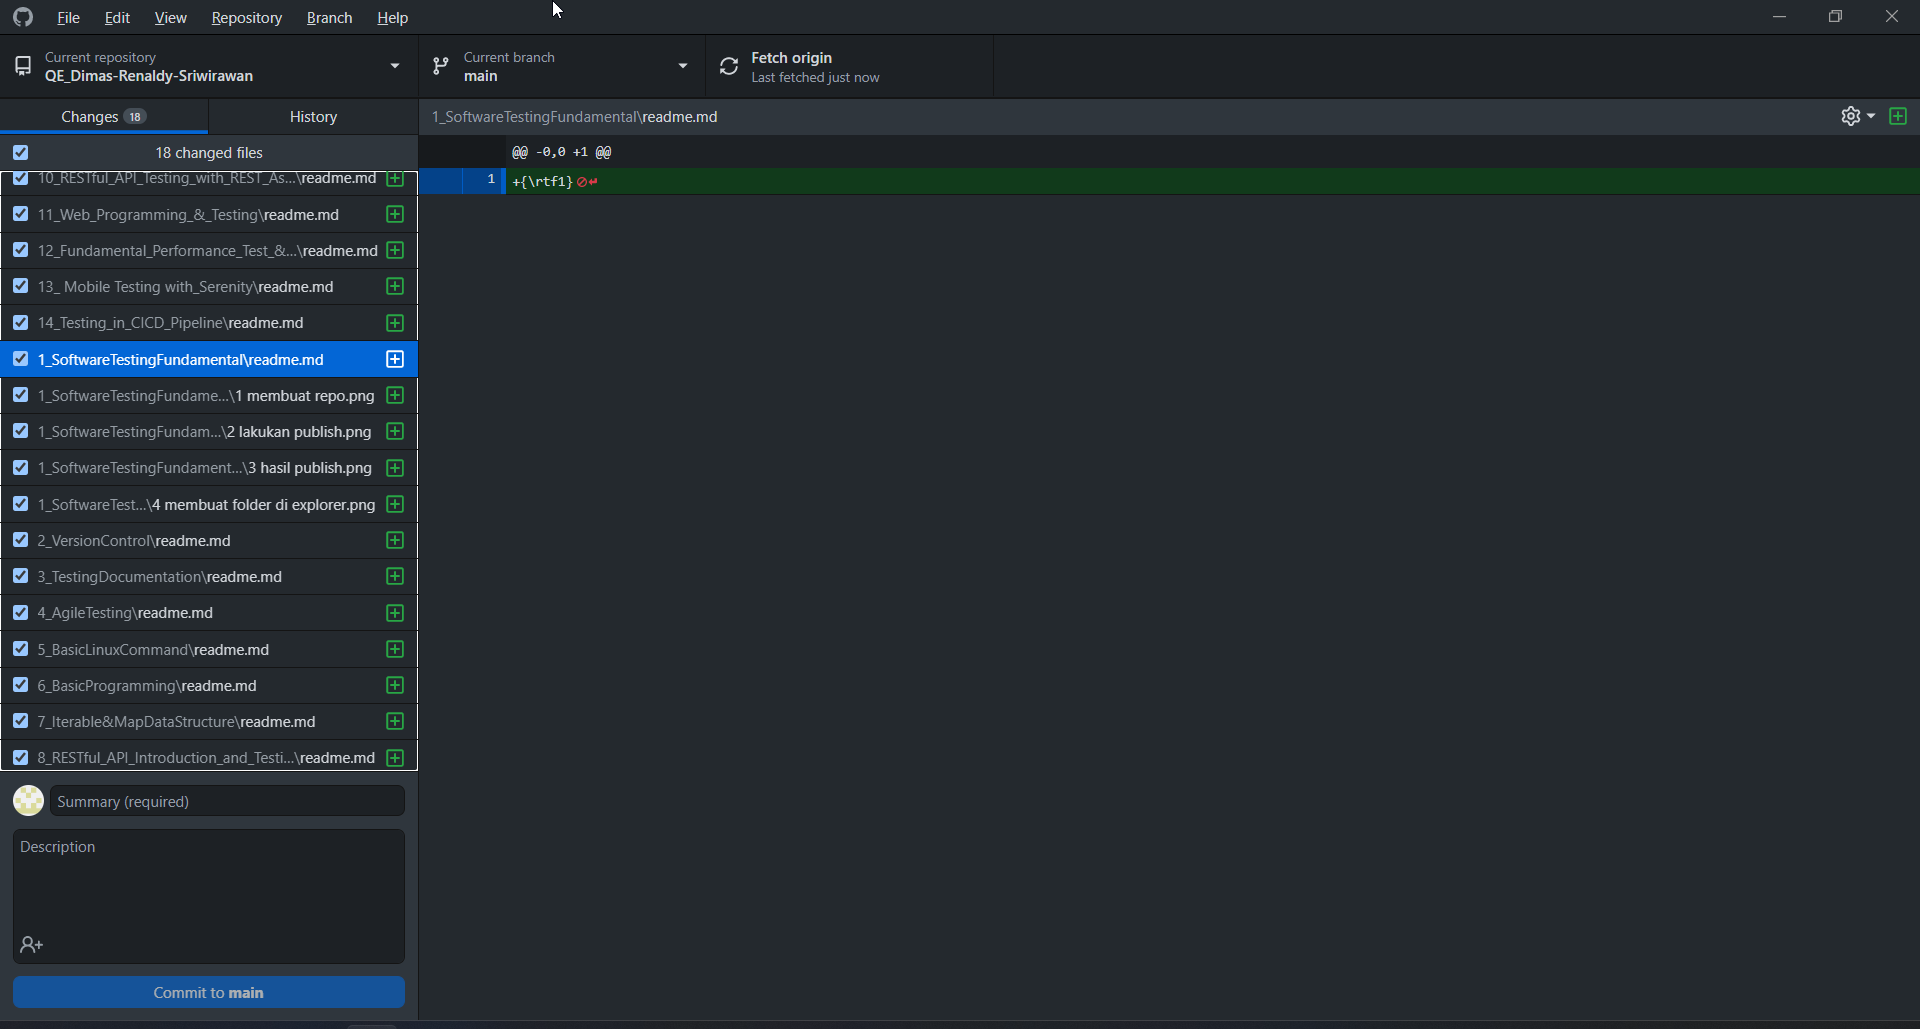 File Edit View Repository Branch Help
Current repository
QE_Dimas-Renaldy-Sriwirawan
Current branch
main
Fetch origin
Last fetched just now
Changes 18
History
1_SoftwareTestingFundamental\readme.md
18 changed files
@@ -0,0 +1 @@
1 +{\rtf1}
10_RESTful_API_Testing_with_REST_As...\readme.md
11_Web_Programming_&_Testing\readme.md
12_Fundamental_Performance_Test_&...\readme.md
13_ Mobile Testing with_Serenity\readme.md
14_Testing_in_CICD_Pipeline\readme.md
1_SoftwareTestingFundamental\readme.md
1_SoftwareTestingFundame...\1 membuat repo.png
1_SoftwareTestingFundam...\2 lakukan publish.png
1_SoftwareTestingFundament...\3 hasil publish.png
1_SoftwareTest...\4 membuat folder di explorer.png
2_VersionControl\readme.md
3_TestingDocumentation\readme.md
4_AgileTesting\readme.md
5_BasicLinuxCommand\readme.md
6_BasicProgramming\readme.md
7_Iterable&MapDataStructure\readme.md
8_RESTful_API_Introduction_and_Testi...\readme.md
Summary (required)
Description
Commit to main